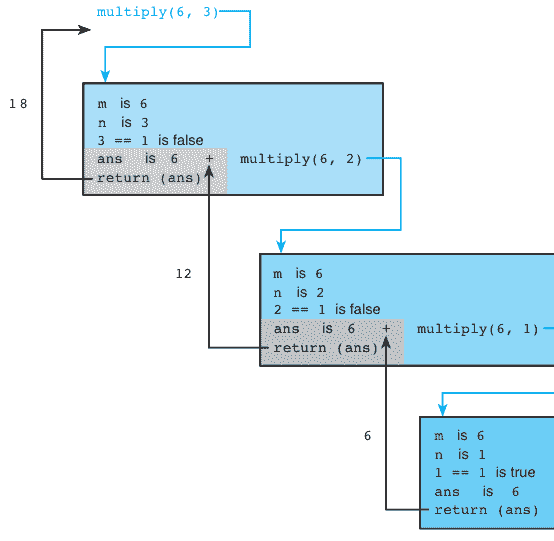 multiply(6, 3)
18
m is 6
n is 3
3 == 1 is false
ans is 6 + multiply(6, 2)
return (ans)
12
m is 6
n is 2
2 == 1 is false
ans is 6 + multiply(6, 1)
return (ans)
6
m is 6
n is 1
1 == 1 is true
ans is 6
return (ans)